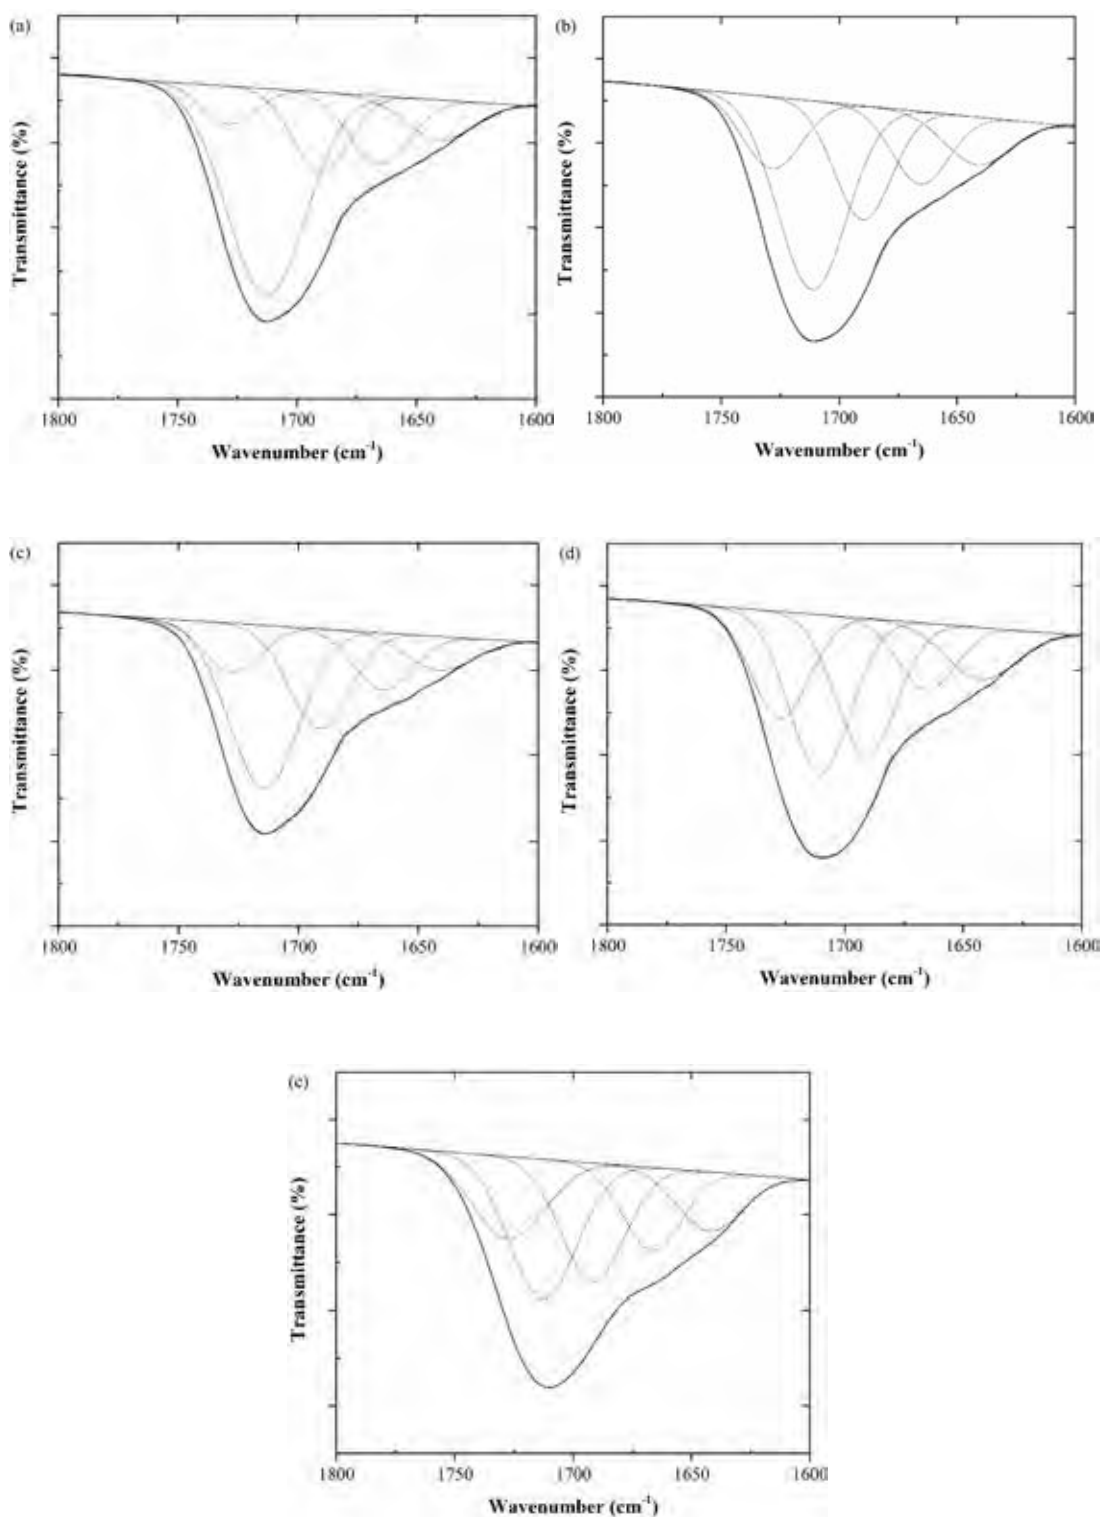 (a)
(b)
Transmittance (%)
Transmittance (%)
1800 1750 1700 1650 1600
1800 1750 1700 1650 1600
Wavenumber (cm⁻¹)
Wavenumber (cm⁻¹)
(c)
(d)
Transmittance (%)
Transmittance (%)
1800 1750 1700 1650 1600
1800 1750 1700 1650 1600
Wavenumber (cm⁻¹)
Wavenumber (cm⁻¹)
(e)
Transmittance (%)
1800 1750 1700 1650 1600
Wavenumber (cm⁻¹)